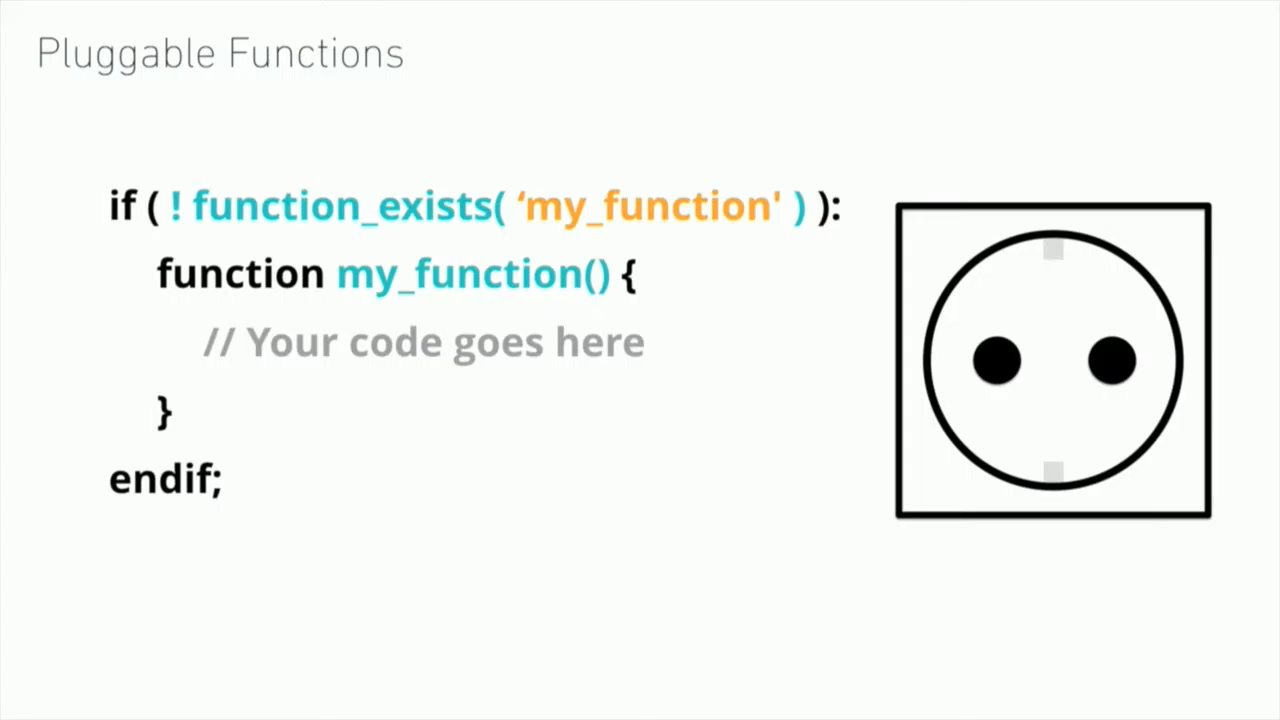 Pluggable Functions
if ( ! function_exists( ‘my_function' ) ):
function my_function() {
// Your code goes here
}
endif;